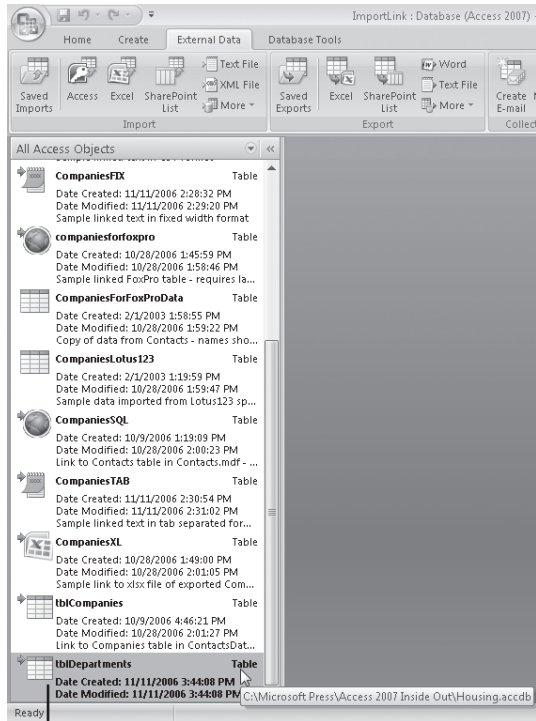 ImportLink : Database (Access 2007) -
Home Create External Data Database Tools
Saved Imports
Access
Excel
SharePoint List
Text File
XML File
More
Import
Saved Exports
Excel
SharePoint List
Word
Text File
More
Export
Create E-mail
Collect
All Access Objects
CompaniesFIX Table
Date Created: 11/11/2006 2:28:32 PM
Date Modified: 11/11/2006 2:29:20 PM
Sample linked text in fixed width format
companiesforfoxpro Table
Date Created: 10/28/2006 1:45:59 PM
Date Modified: 10/28/2006 1:58:46 PM
Sample linked FoxPro table - requires la...
CompaniesForFoxProData Table
Date Created: 2/1/2003 1:58:55 PM
Date Modified: 10/28/2006 1:59:22 PM
Copy of data from Contacts - names sho...
CompaniesLotus123 Table
Date Created: 2/1/2003 1:19:59 PM
Date Modified: 10/28/2006 1:59:47 PM
Sample data imported from Lotus123 sp...
CompaniesSQL Table
Date Created: 10/9/2006 1:19:09 PM
Date Modified: 10/28/2006 2:00:23 PM
Link to Contacts table in Contacts.mdf - ...
CompaniesTAB Table
Date Created: 11/11/2006 2:30:54 PM
Date Modified: 11/11/2006 2:31:02 PM
Sample linked text in tab separated for...
CompaniesXL Table
Date Created: 10/28/2006 1:49:00 PM
Date Modified: 10/28/2006 2:01:05 PM
Sample link to xlsx file of exported Com...
tblCompanies Table
Date Created: 10/9/2006 4:46:21 PM
Date Modified: 10/28/2006 2:01:27 PM
Link to Companies table in ContactsDat...
tblDepartments Table
Date Created: 11/11/2006 3:44:08 PM
Date Modified: 11/11/2006 3:44:08 PM
C:\Microsoft Press\Access 2007 Inside Out\Housing.accdb
Ready